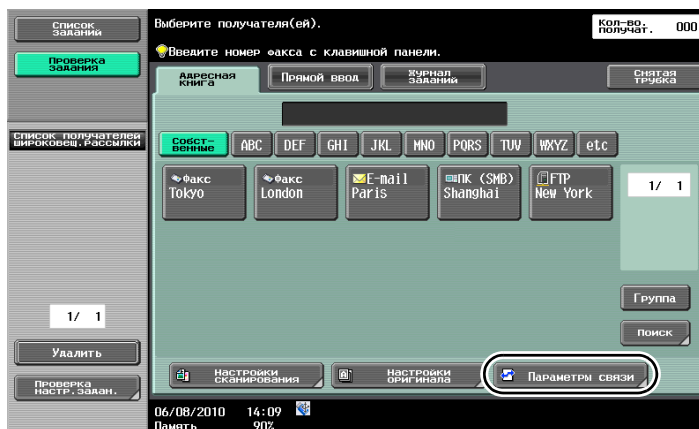 Список
заданий
Проверка
задания
Список получателей
широковещ.рассылки
1/ 1
Удалить
Проверка
настр.задан.
Выберите получателя(ей).
Кол-во.
получат. 000
Введите номер факса с клавишной панели.
Адресная
книга
Прямой ввод
Журнал
заданий
Снятая
трубка
Собст-
венные
ABC DEF GHI JKL MNO PQRS TUV WXYZ etc
Факс
Tokyo
Факс
London
E-mail
Paris
ПК (SMB)
Shanghai
FTP
New York
1/ 1
Группа
Поиск
Настройки
сканирования
Настройки
оригинала
Параметры связи
06/08/2010 14:09
Память 90%